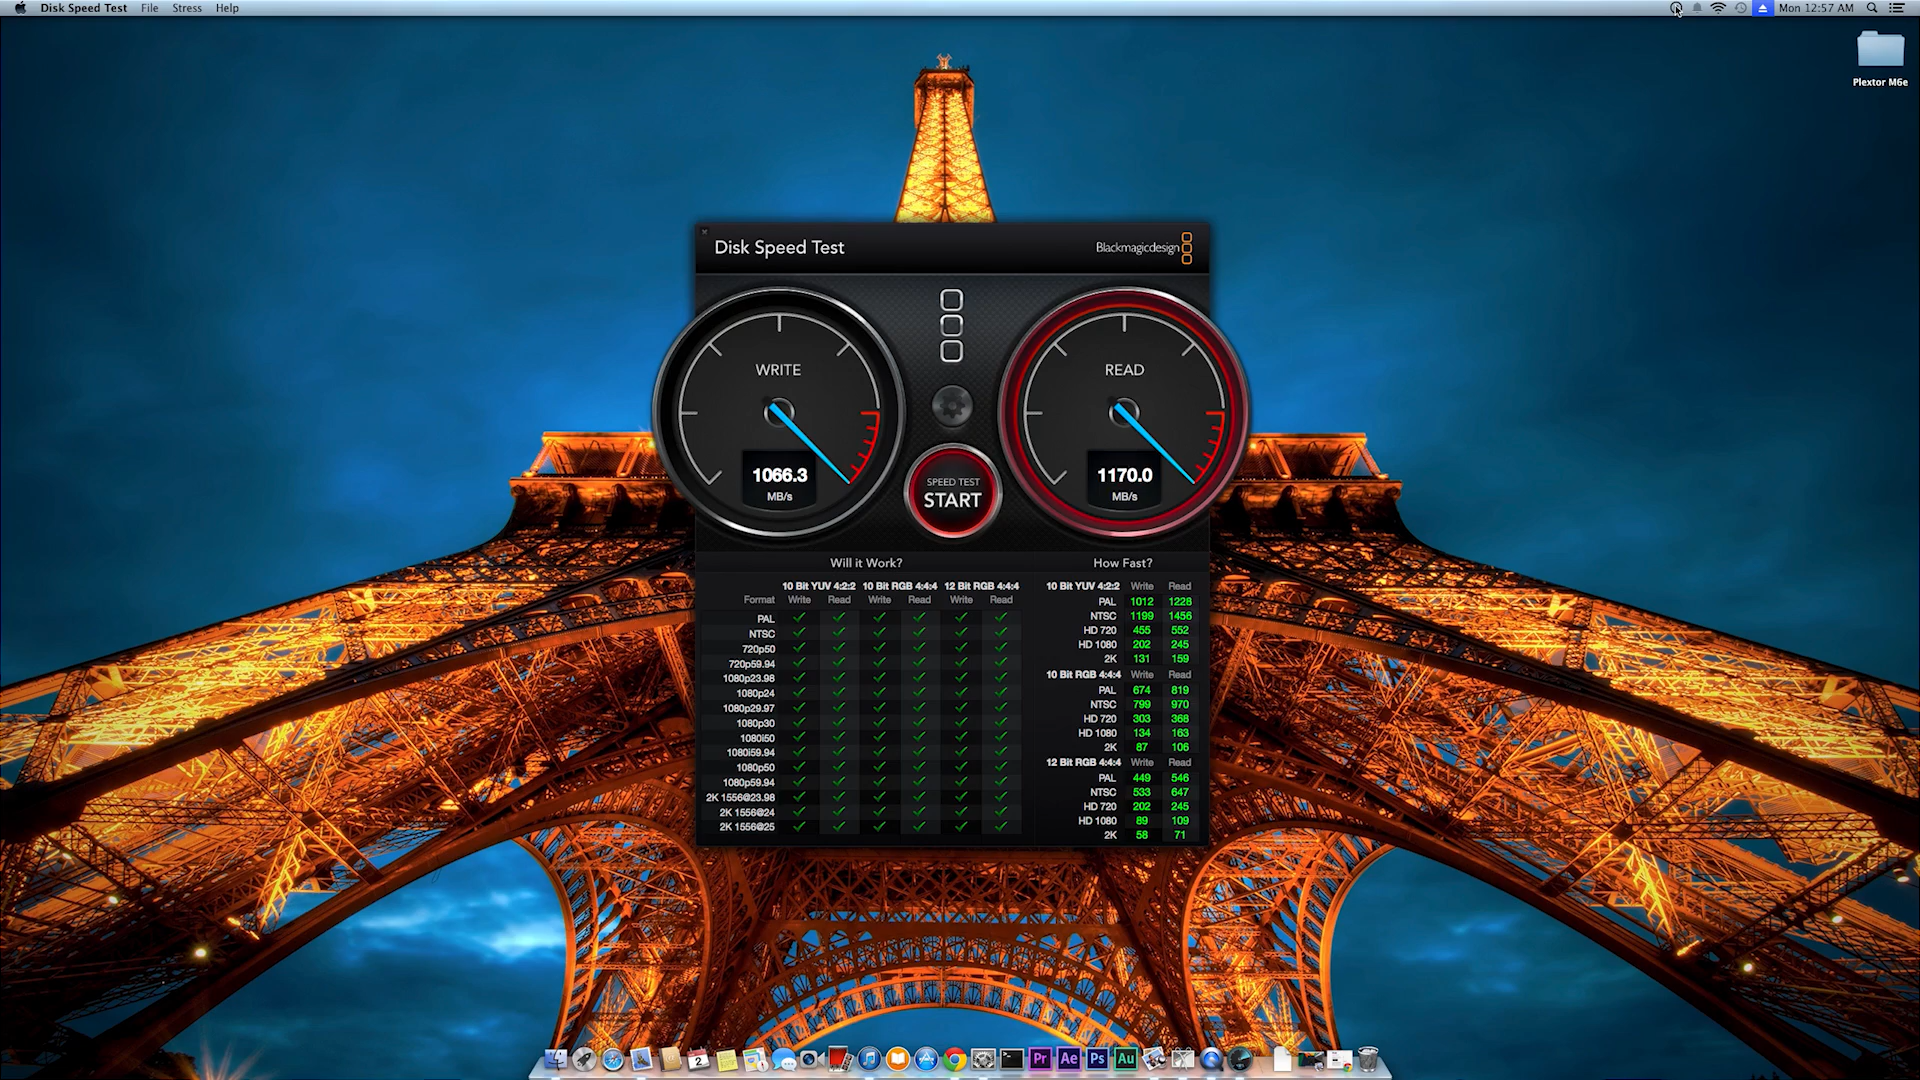 Disk Speed Test File Stress Help
Mon 12:57 AM
Plextor M6e
Disk Speed Test
Blackmagicdesign
WRITE
1066.3
MB/s
SPEED TEST
START
READ
1170.0
MB/s
Will it Work?
10 Bit YUV 4:2:2 10 Bit RGB 4:4:4 12 Bit RGB 4:4:4
Format Write Read Write Read Write Read
PAL
NTSC
720p50
720p59.94
1080p23.98
1080p24
1080p29.97
1080p30
1080i50
1080i59.94
1080p50
1080p59.94
2K 1556@23.98
2K 1556@24
2K 1556@25
How Fast?
10 Bit YUV 4:2:2 Write Read
PAL 1012 1228
NTSC 1199 1456
HD 720 455 552
HD 1080 202 245
2K 131 159
10 Bit RGB 4:4:4 Write Read
PAL 674 819
NTSC 799 970
HD 720 303 368
HD 1080 134 163
2K 87 106
12 Bit RGB 4:4:4 Write Read
PAL 449 546
NTSC 533 647
HD 720 202 245
HD 1080 89 109
2K 58 71
2
Pr Ae Ps Au